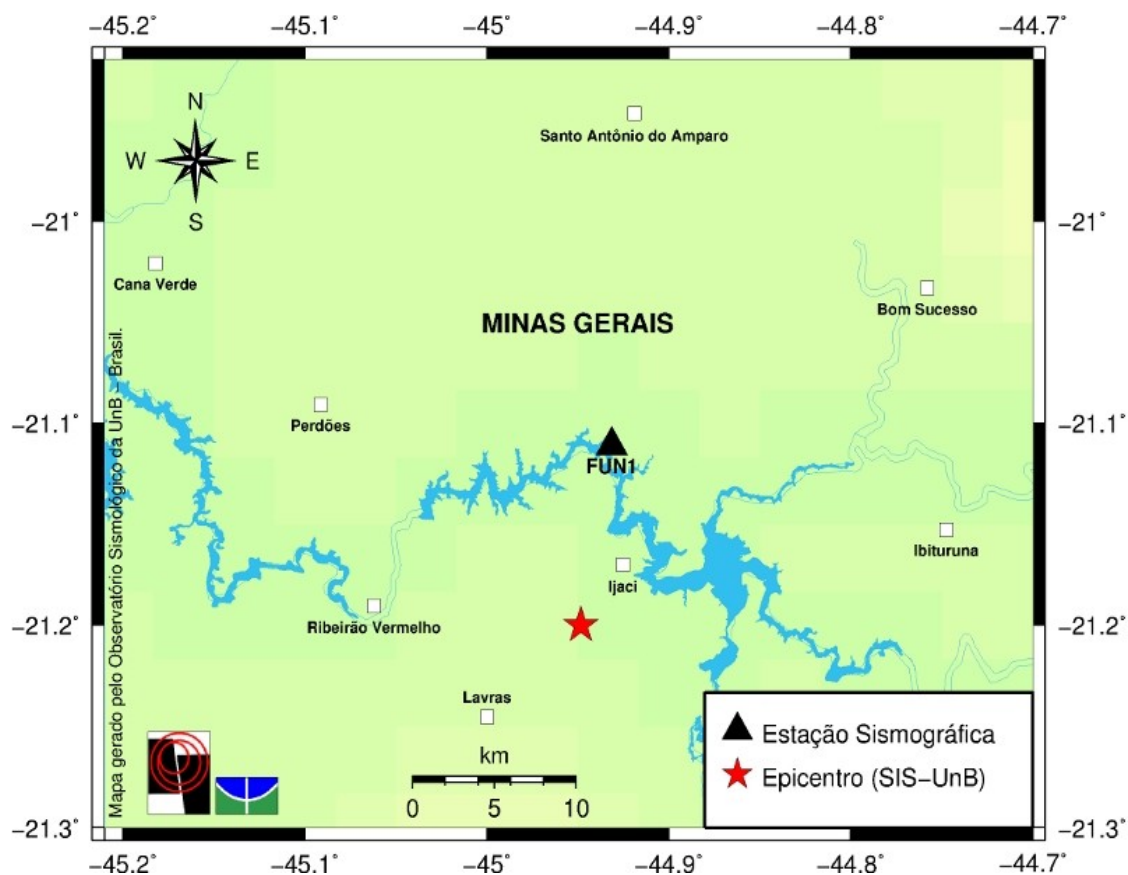 −45.2˚ −45.1˚ −45˚ −44.9˚ −44.8˚ −44.7˚
N
W E
S
Santo Antônio do Amparo
−21˚ −21˚
Cana Verde
Bom Sucesso
MINAS GERAIS
Perdões
−21.1˚ −21.1˚
FUN1
Ibituruna
Ijaci
Ribeirão Vermelho
−21.2˚ −21.2˚
Lavras
km
0 5 10
Estação Sismográfica
Epicentro (SIS−UnB)
Mapa gerado pelo Observatório Sismológico da UnB − Brasil.
−21.3˚ −21.3˚
−45.2˚ −45.1˚ −45˚ −44.9˚ −44.8˚ −44.7˚